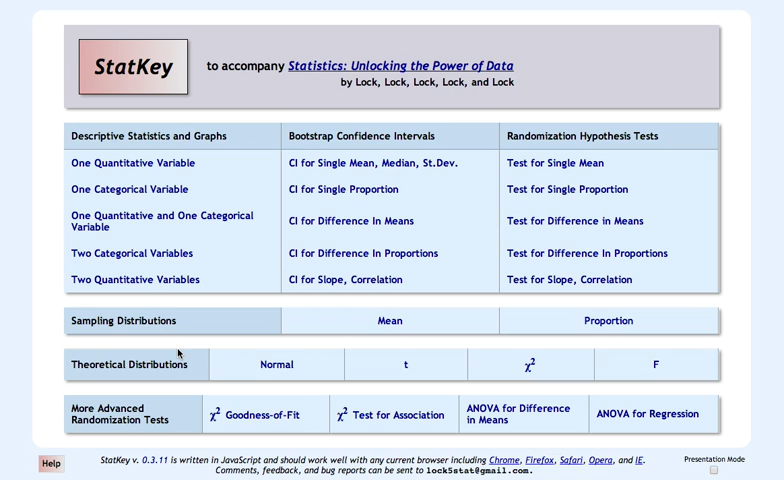 StatKey
to accompany Statistics: Unlocking the Power of Data
by Lock, Lock, Lock, Lock, and Lock
Descriptive Statistics and Graphs
Bootstrap Confidence Intervals
Randomization Hypothesis Tests
One Quantitative Variable
CI for Single Mean, Median, St.Dev.
Test for Single Mean
One Categorical Variable
CI for Single Proportion
Test for Single Proportion
One Quantitative and One Categorical
Variable
CI for Difference In Means
Test for Difference in Means
Two Categorical Variables
CI for Difference In Proportions
Test for Difference In Proportions
Two Quantitative Variables
CI for Slope, Correlation
Test for Slope, Correlation
Sampling Distributions
Mean
Proportion
Theoretical Distributions
Normal
t
χ²
F
More Advanced
Randomization Tests
χ² Goodness-of-Fit
χ² Test for Association
ANOVA for Difference
in Means
ANOVA for Regression
Help
StatKey v. 0.3.11 is written in JavaScript and should work well with any current browser including Chrome, Firefox, Safari, Opera, and IE.
Comments, feedback, and bug reports can be sent to lock5stat@gmail.com.
Presentation Mode